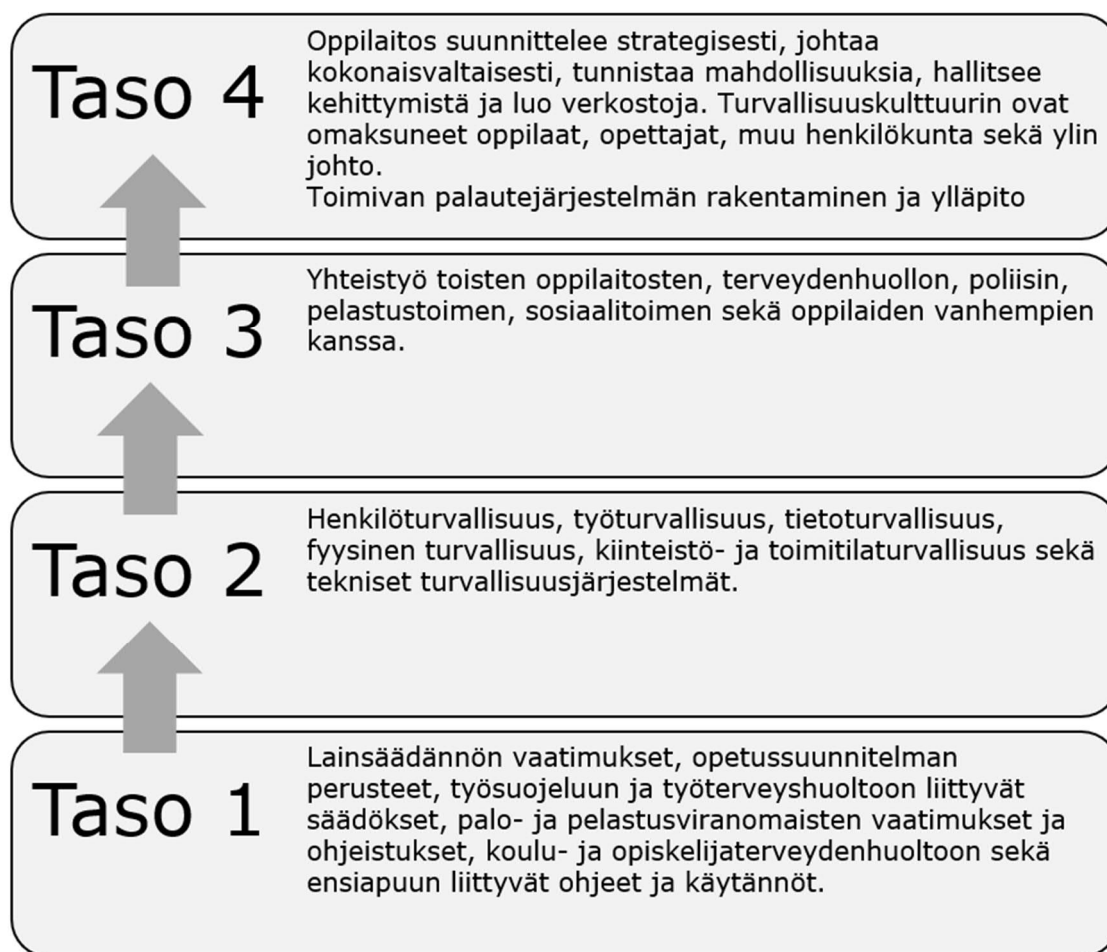 Taso 4
Oppilaitos suunnittelee strategisesti, johtaa
kokonaisvaltaisesti, tunnistaa mahdollisuuksia, hallitsee
kehittymistä ja luo verkostoja. Turvallisuuskulttuurin ovat
omaksuneet oppilaat, opettajat, muu henkilökunta sekä ylin
johto.
Toimivan palautejärjestelmän rakentaminen ja ylläpito
Taso 3
Yhteistyö toisten oppilaitosten, terveydenhuollon, poliisin,
pelastustoimen, sosiaalitoimen sekä oppilaiden vanhempien
kanssa.
Taso 2
Henkilöturvallisuus, työturvallisuus, tietoturvallisuus,
fyysinen turvallisuus, kiinteistö- ja toimitilaturvallisuus sekä
tekniset turvallisuusjärjestelmät.
Taso 1
Lainsäädännön vaatimukset, opetussuunnitelman
perusteet, työsuojeluun ja työterveyshuoltoon liittyvät
säädökset, palo- ja pelastusviranomaisten vaatimukset ja
ohjeistukset, koulu- ja opiskelijaterveydenhuoltoon sekä
ensiapuun liittyvät ohjeet ja käytännöt.